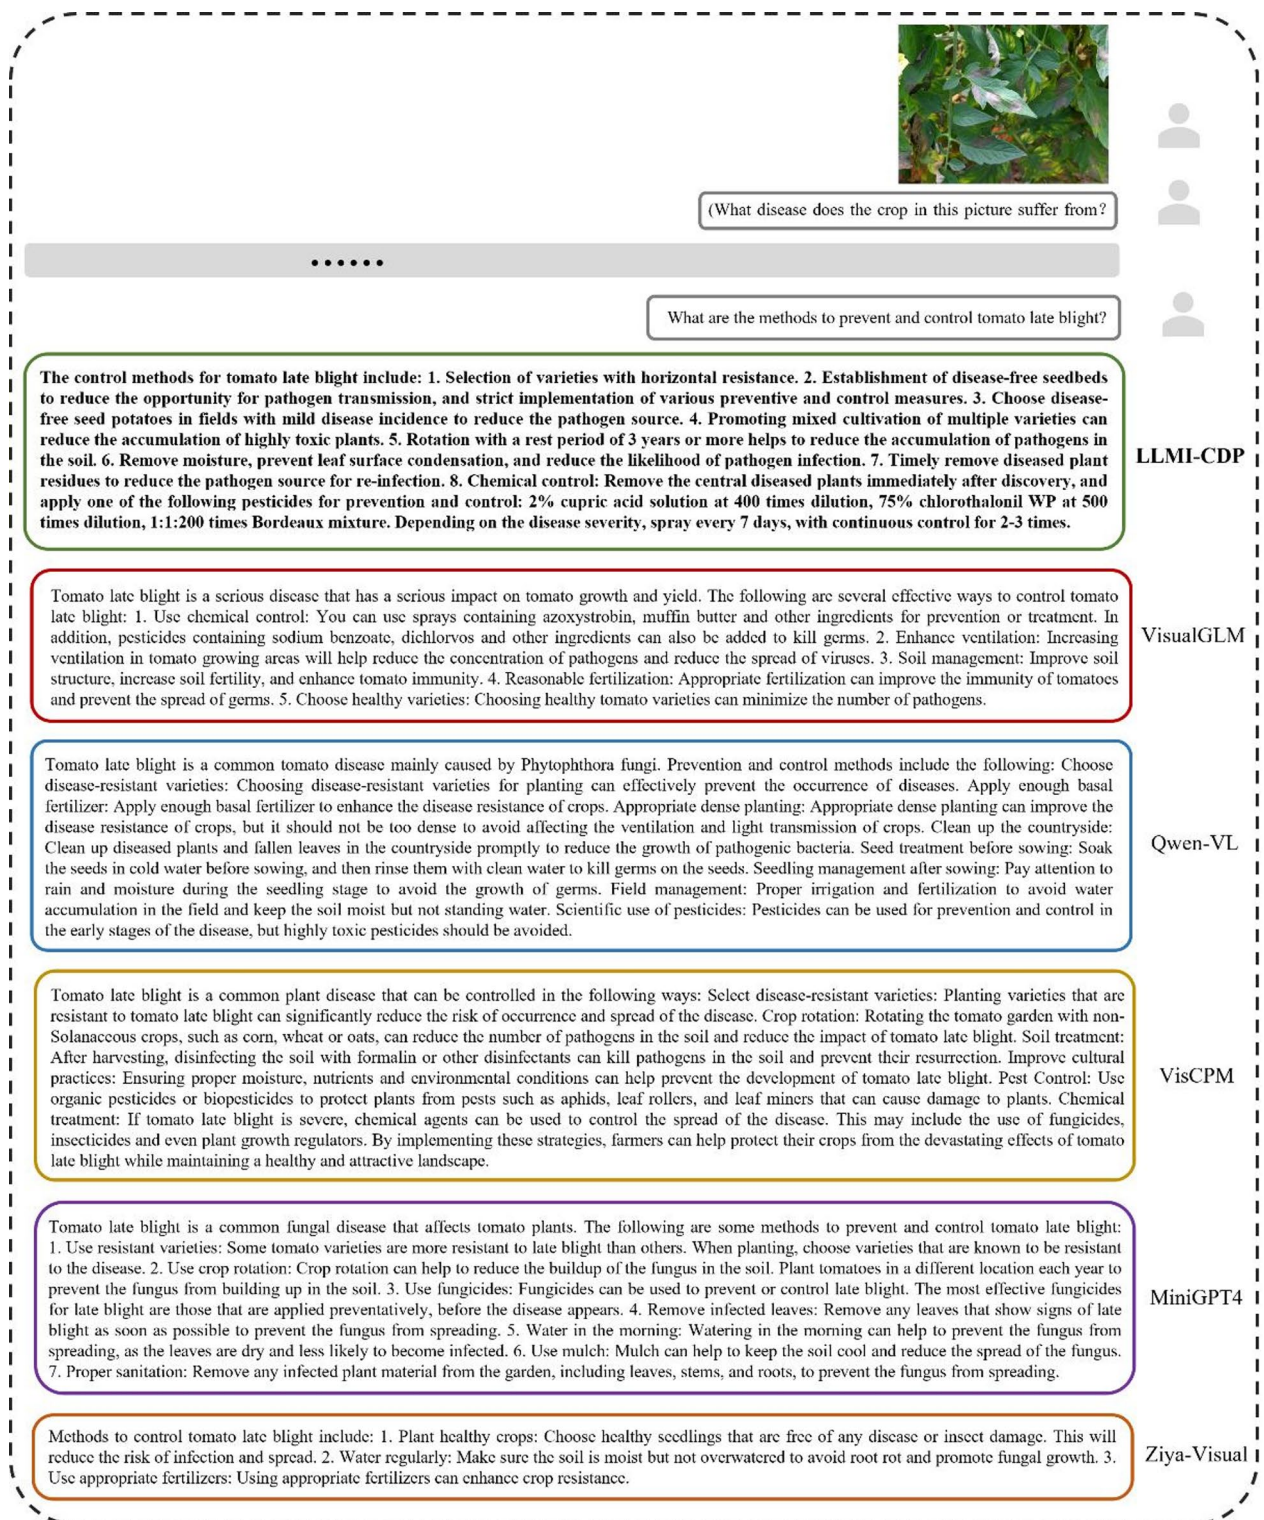 (What disease does the crop in this picture suffer from?
......
What are the methods to prevent and control tomato late blight?
The control methods for tomato late blight include: 1. Selection of varieties with horizontal resistance. 2. Establishment of disease-free seedbeds
to reduce the opportunity for pathogen transmission, and strict implementation of various preventive and control measures. 3. Choose disease-
free seed potatoes in fields with mild disease incidence to reduce the pathogen source. 4. Promoting mixed cultivation of multiple varieties can
reduce the accumulation of highly toxic plants. 5. Rotation with a rest period of 3 years or more helps to reduce the accumulation of pathogens in
the soil. 6. Remove moisture, prevent leaf surface condensation, and reduce the likelihood of pathogen infection. 7. Timely remove diseased plant
residues to reduce the pathogen source for re-infection. 8. Chemical control: Remove the central diseased plants immediately after discovery, and
apply one of the following pesticides for prevention and control: 2% cupric acid solution at 400 times dilution, 75% chlorothalonil WP at 500
times dilution, 1:1:200 times Bordeaux mixture. Depending on the disease severity, spray every 7 days, with continuous control for 2-3 times.
LLMI-CDP
Tomato late blight is a serious disease that has a serious impact on tomato growth and yield. The following are several effective ways to control tomato
late blight: 1. Use chemical control: You can use sprays containing azoxystrobin, muffin butter and other ingredients for prevention or treatment. In
addition, pesticides containing sodium benzoate, dichlorvos and other ingredients can also be added to kill germs. 2. Enhance ventilation: Increasing
ventilation in tomato growing areas will help reduce the concentration of pathogens and reduce the spread of viruses. 3. Soil management: Improve soil
structure, increase soil fertility, and enhance tomato immunity. 4. Reasonable fertilization: Appropriate fertilization can improve the immunity of tomatoes
and prevent the spread of germs. 5. Choose healthy varieties: Choosing healthy tomato varieties can minimize the number of pathogens.
VisualGLM
Tomato late blight is a common tomato disease mainly caused by Phytophthora fungi. Prevention and control methods include the following: Choose
disease-resistant varieties: Choosing disease-resistant varieties for planting can effectively prevent the occurrence of diseases. Apply enough basal
fertilizer: Apply enough basal fertilizer to enhance the disease resistance of crops. Appropriate dense planting: Appropriate dense planting can improve the
disease resistance of crops, but it should not be too dense to avoid affecting the ventilation and light transmission of crops. Clean up the countryside:
Clean up diseased plants and fallen leaves in the countryside promptly to reduce the growth of pathogenic bacteria. Seed treatment before sowing: Soak
the seeds in cold water before sowing, and then rinse them with clean water to kill germs on the seeds. Seedling management after sowing: Pay attention to
rain and moisture during the seedling stage to avoid the growth of germs. Field management: Proper irrigation and fertilization to avoid water
accumulation in the field and keep the soil moist but not standing water. Scientific use of pesticides: Pesticides can be used for prevention and control in
the early stages of the disease, but highly toxic pesticides should be avoided.
Qwen-VL
Tomato late blight is a common plant disease that can be controlled in the following ways: Select disease-resistant varieties: Planting varieties that are
resistant to tomato late blight can significantly reduce the risk of occurrence and spread of the disease. Crop rotation: Rotating the tomato garden with non-
Solanaceous crops, such as corn, wheat or oats, can reduce the number of pathogens in the soil and reduce the impact of tomato late blight. Soil treatment:
After harvesting, disinfecting the soil with formalin or other disinfectants can kill pathogens in the soil and prevent their resurrection. Improve cultural
practices: Ensuring proper moisture, nutrients and environmental conditions can help prevent the development of tomato late blight. Pest Control: Use
organic pesticides or biopesticides to protect plants from pests such as aphids, leaf rollers, and leaf miners that can cause damage to plants. Chemical
treatment: If tomato late blight is severe, chemical agents can be used to control the spread of the disease. This may include the use of fungicides,
insecticides and even plant growth regulators. By implementing these strategies, farmers can help protect their crops from the devastating effects of tomato
late blight while maintaining a healthy and attractive landscape.
VisCPM
Tomato late blight is a common fungal disease that affects tomato plants. The following are some methods to prevent and control tomato late blight:
1. Use resistant varieties: Some tomato varieties are more resistant to late blight than others. When planting, choose varieties that are known to be resistant
to the disease. 2. Use crop rotation: Crop rotation can help to reduce the buildup of the fungus in the soil. Plant tomatoes in a different location each year to
prevent the fungus from building up in the soil. 3. Use fungicides: Fungicides can be used to prevent or control late blight. The most effective fungicides
for late blight are those that are applied preventatively, before the disease appears. 4. Remove infected leaves: Remove any leaves that show signs of late
blight as soon as possible to prevent the fungus from spreading. 5. Water in the morning: Watering in the morning can help to prevent the fungus from
spreading, as the leaves are dry and less likely to become infected. 6. Use mulch: Mulch can help to keep the soil cool and reduce the spread of the fungus.
7. Proper sanitation: Remove any infected plant material from the garden, including leaves, stems, and roots, to prevent the fungus from spreading.
MiniGPT4
Methods to control tomato late blight include: 1. Plant healthy crops: Choose healthy seedlings that are free of any disease or insect damage. This will
reduce the risk of infection and spread. 2. Water regularly: Make sure the soil is moist but not overwatered to avoid root rot and promote fungal growth. 3.
Use appropriate fertilizers: Using appropriate fertilizers can enhance crop resistance.
Ziya-Visual